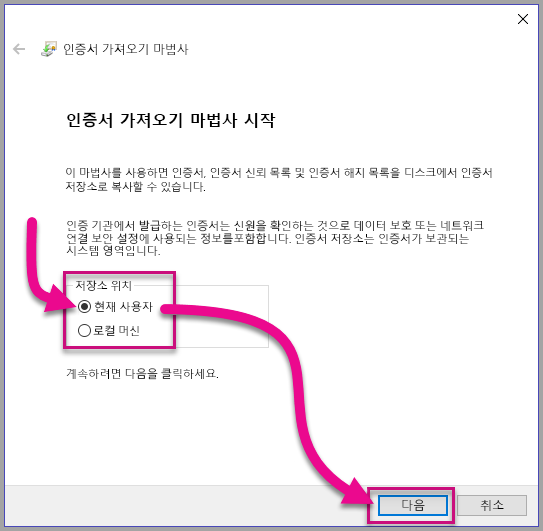 인증서 가져오기 마법사
인증서 가져오기 마법사 시작
이 마법사를 사용하면 인증서, 인증서 신뢰 목록 및 인증서 해지 목록을 디스크에서 인증서
저장소로 복사할 수 있습니다.
인증 기관에서 발급하는 인증서는 신원을 확인하는 것으로 데이터 보호 또는 네트워크
연결 보안 설정에 사용되는 정보를포함합니다. 인증서 저장소는 인증서가 보관되는
시스템 영역입니다.
저장소 위치
현재 사용자
로컬 머신
계속하려면 다음을 클릭하세요.
다음
취소